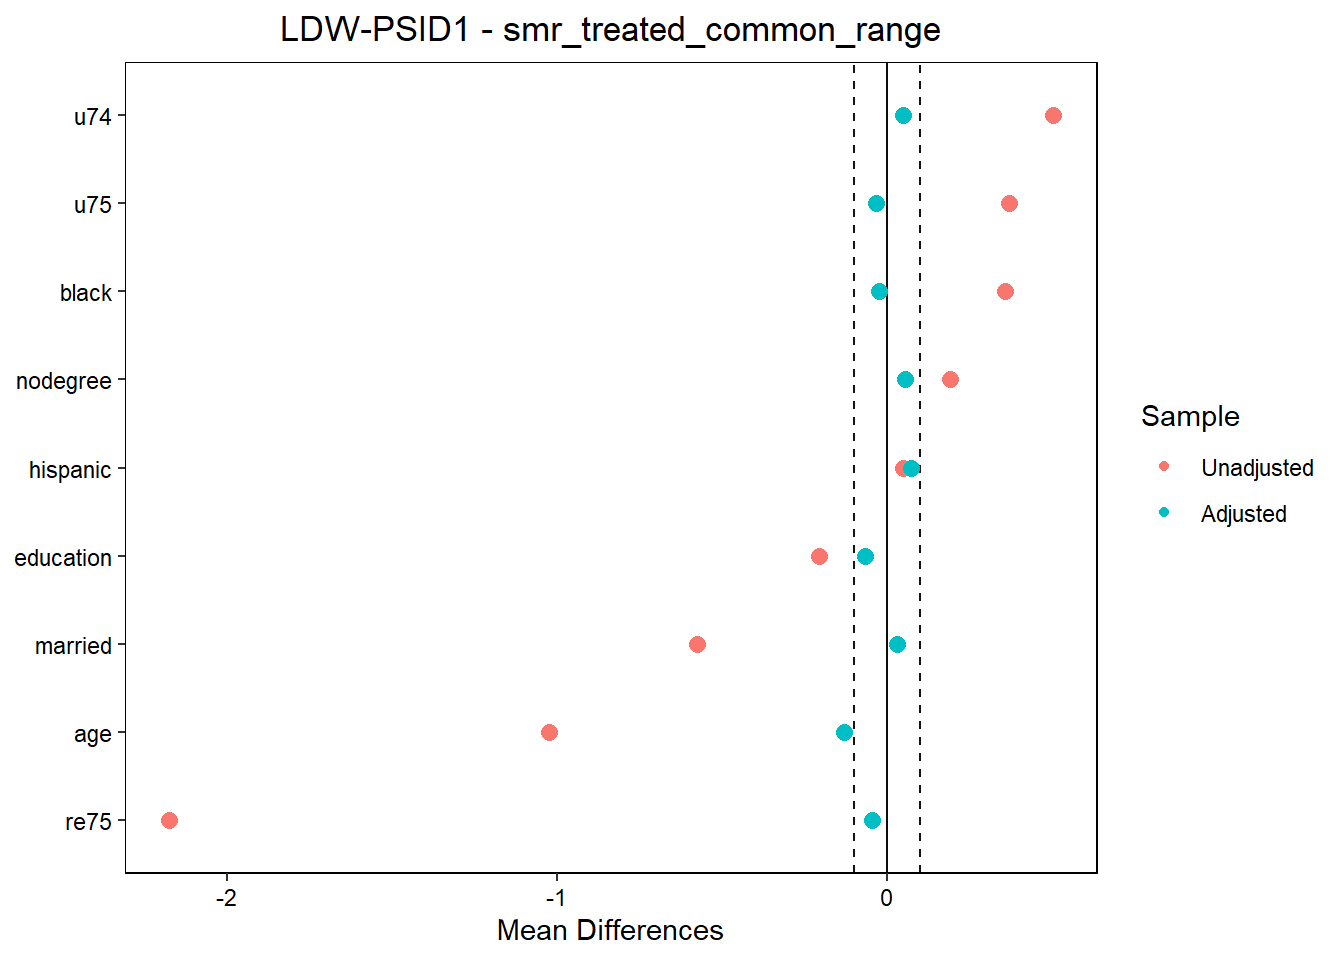 LDW-PSID1 - smr_treated_common_range
u74
u75
black
nodegree
hispanic
education
married
age
re75
-2
-1
0
Mean Differences
Sample
Unadjusted
Adjusted